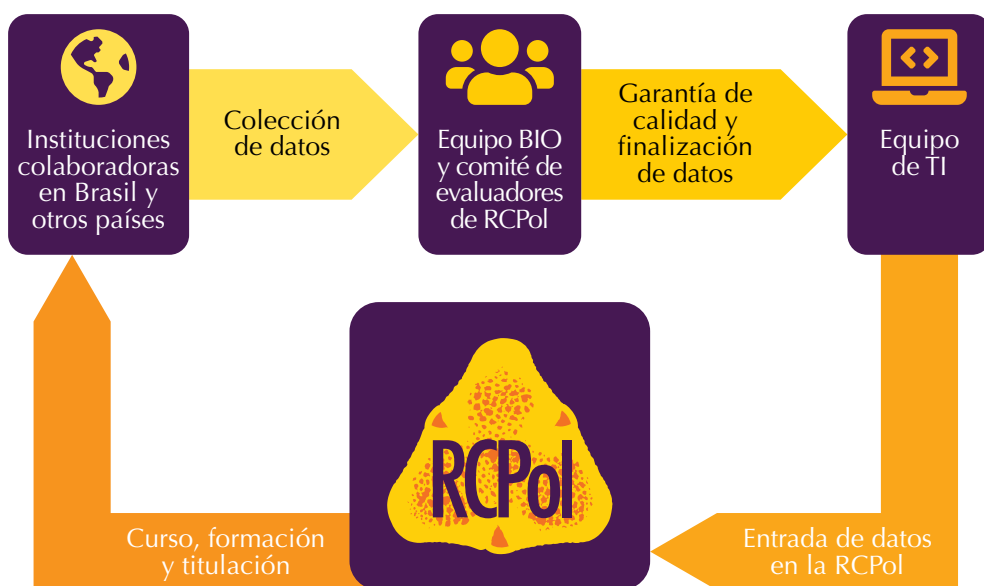 Instituciones
colaboradoras
en Brasil y
otros países
Colección
de datos
Equipo BIO
y comité de
evaluadores
de RCPol
Garantía de
calidad y
finalización
de datos
Equipo
de TI
Entrada de datos
en la RCPol
RCPol
Curso, formación
y titulación